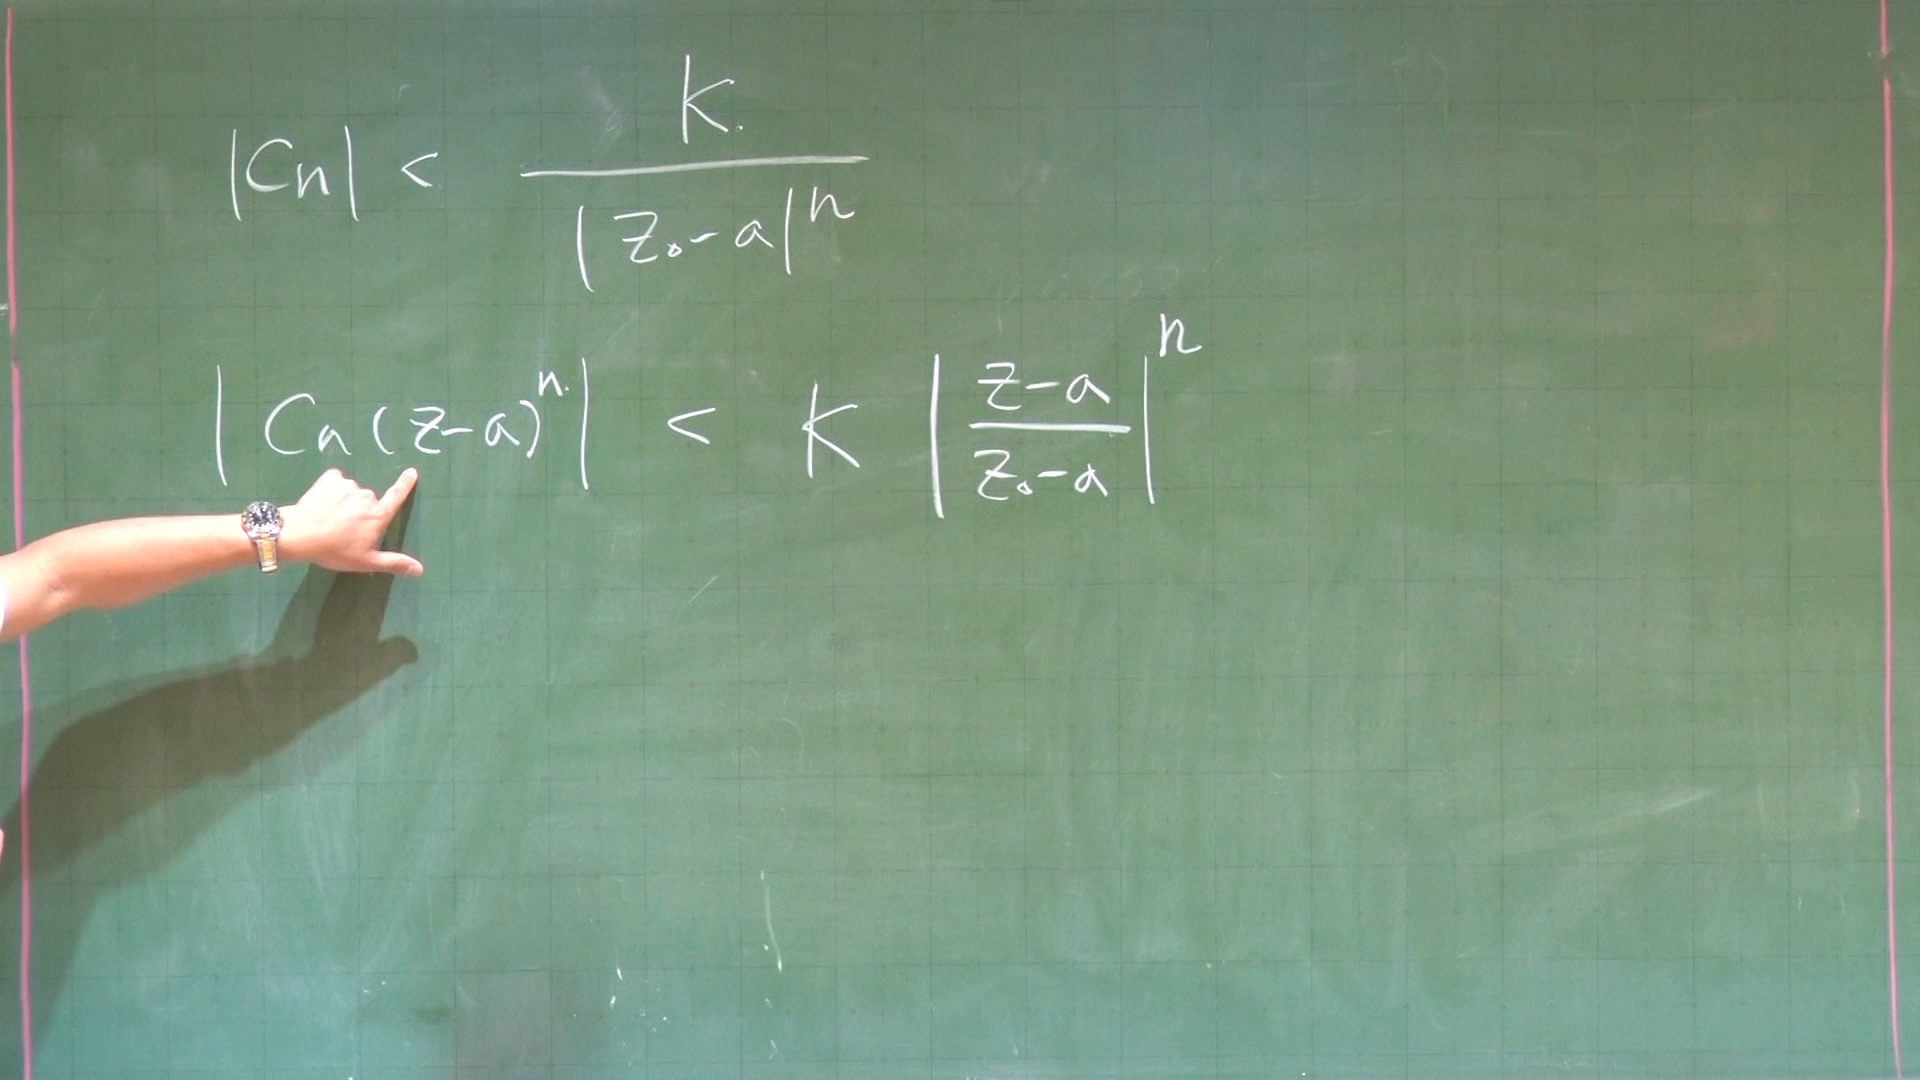 |Cn| < K / |Z₀-a|ⁿ
|Cn(z-a)ⁿ| < K |z-a / z₀-a|ⁿ